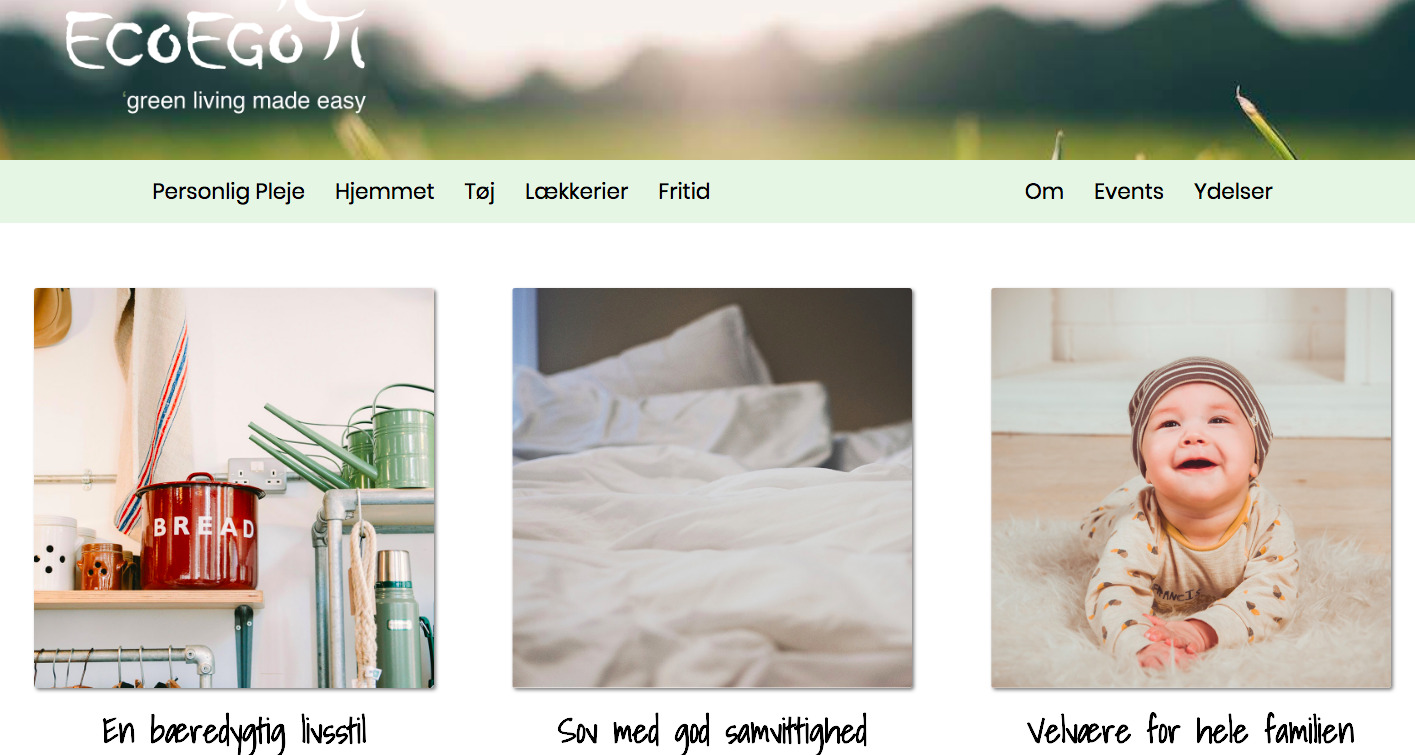 ECOEGO
green living made easy
Personlig Pleje Hjemmet Tøj Lækkerier Fritid Om Events Ydelser
BREAD
En bæredygtig livsstil Sov med god samvittighed Velvære for hele familien